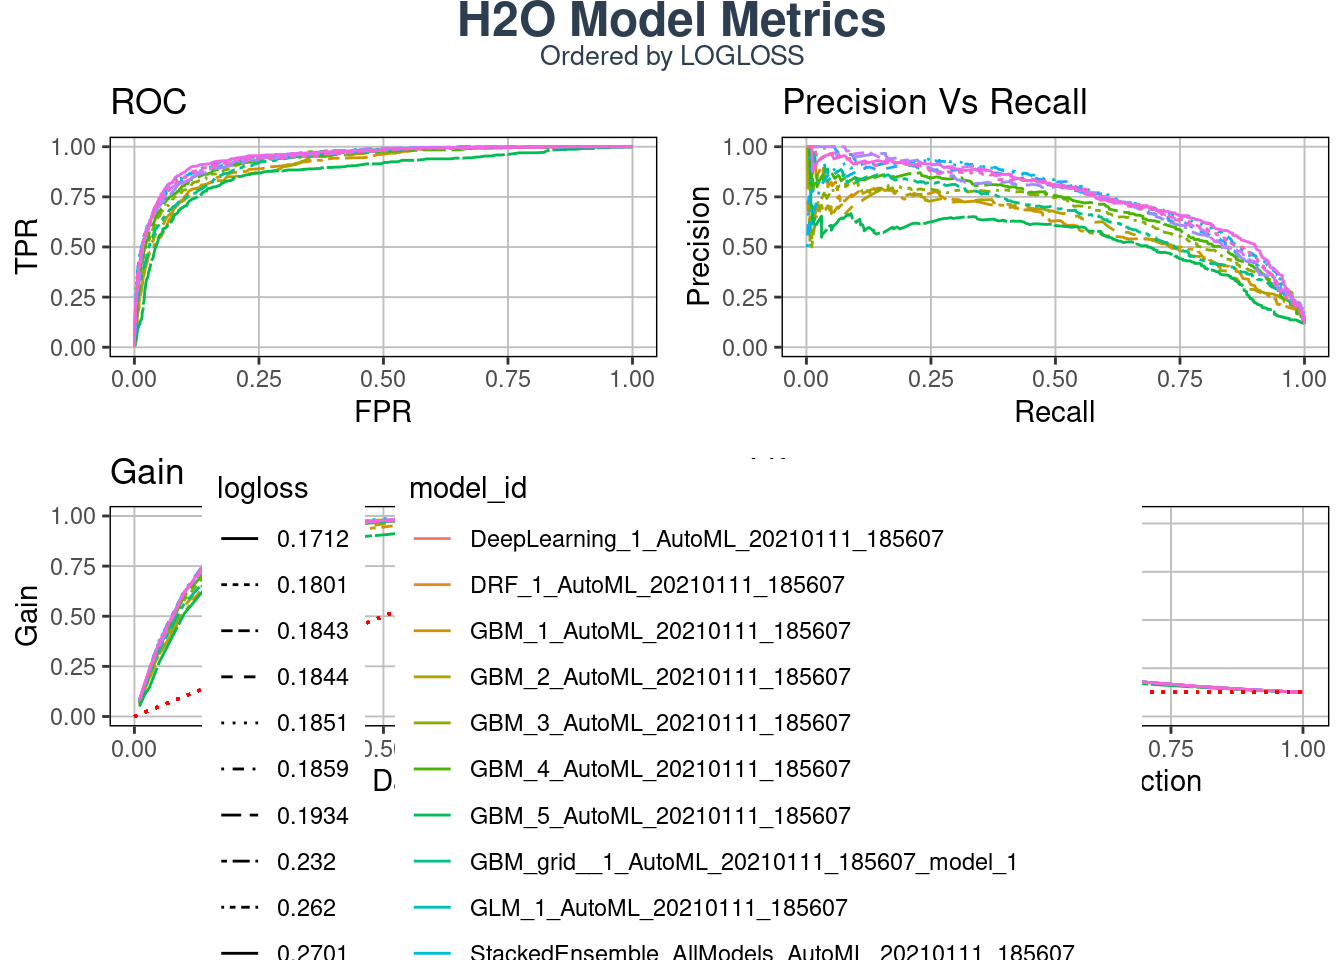 H2O Model Metrics
Ordered by LOGLOSS
ROC
1.00
0.75
0.50
0.25
0.00
TPR
0.00 0.25 0.50 0.75 1.00
FPR
Precision Vs Recall
1.00
0.75
0.50
0.25
0.00
Precision
0.00 0.25 0.50 0.75 1.00
Recall
Gain
1.00
0.75
0.50
0.25
0.00
Gain
0.00
0.75 1.00
ction
logloss
0.1712
0.1801
0.1843
0.1844
0.1851
0.1859
0.1934
0.232
0.262
0.2701
model_id
DeepLearning_1_AutoML_20210111_185607
DRF_1_AutoML_20210111_185607
GBM_1_AutoML_20210111_185607
GBM_2_AutoML_20210111_185607
GBM_3_AutoML_20210111_185607
GBM_4_AutoML_20210111_185607
GBM_5_AutoML_20210111_185607
GBM_grid__1_AutoML_20210111_185607_model_1
GLM_1_AutoML_20210111_185607
StackedEnsemble_AllModels_AutoML_20210111_185607